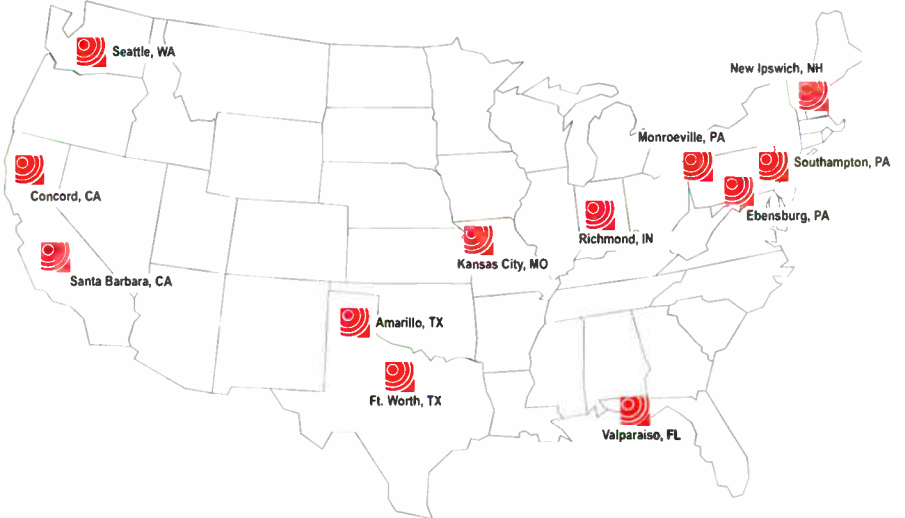 Seattle, WA
New Ipswich, NH
Monroeville, PA
Southampton, PA
Concord, CA
Ebensburg, PA
Richmond, IN
Kansas City, MO
Santa Barbara, CA
Amarillo, TX
Ft. Worth, TX
Valparaiso, FL